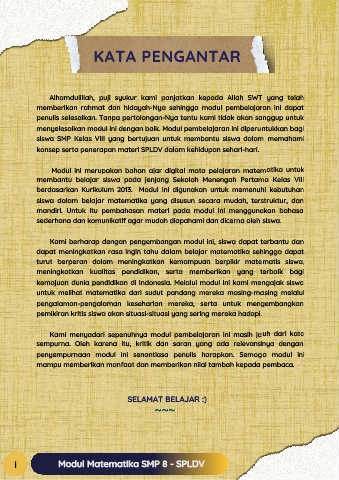 KATA PENGANTAR
Alhamdulillah, puji syukur kami panjatkan kepada Allah SWT yang telah
memberikan rahmat dan hidayah-Nya sehingga modul pembelajaran ini dapat
penulis selesaikan. Tanpa pertolongan-Nya tentu kami tidak akan sanggup untuk
menyelesaikan modul ini dengan baik. Modul pembelajaran ini diperuntukkan bagi
siswa SMP Kelas VIII yang bertujuan untuk membantu siswa dalam memahami
konsep serta penerapan materi SPLDV dalam kehidupan sehari-hari.
Modul ini merupakan bahan ajar digital mata pelajaran matematika untuk
membantu belajar siswa pada jenjang Sekolah Menengah Pertama Kelas VIII
berdasarkan Kurikulum 2013. Modul ini digunakan untuk memenuhi kebutuhan
siswa dalam belajar matematika yang disusun secara mudah, terstruktur, dan
mandiri. Untuk itu pembahasan materi pada modul ini menggunakan bahasa
sederhana dan komunikatif agar mudah dipahami dan dicerna oleh siswa.
Kami berharap dengan pengembangan modul ini, siswa dapat terbantu dan
dapat meningkatkan rasa ingin tahu dalam belajar matematika sehingga dapat
turut berperan dalam meningkatkan kemampuan berpikir matematis siswa,
meningkatkan kualitas pendidikan, serta memberikan yang terbaik bagi
kemajuan dunia pendidikan di Indonesia. Melalui modul ini kami mengajak siswa
untuk melihat matematika dari sudut pandang mereka masing-masing melalui
pengalaman-pengalaman keseharian mereka, serta untuk mengembangkan
pemikiran kritis siswa akan situasi-situasi yang sering mereka hadapi.
Kami menyadari sepenuhnya modul pembelajaran ini masih jauh dari kata
sempurna. Oleh karena itu, kritik dan saran yang ada relevansinya dengan
penyempurnaan modul ini senantiasa penulis harapkan. Semoga modul ini
mampu memberikan manfaat dan memberikan nilai tambah kepada pembaca.
SELAMAT BELAJAR :)
~~~
i
Modul Matematika SMP 8 - SPLDV